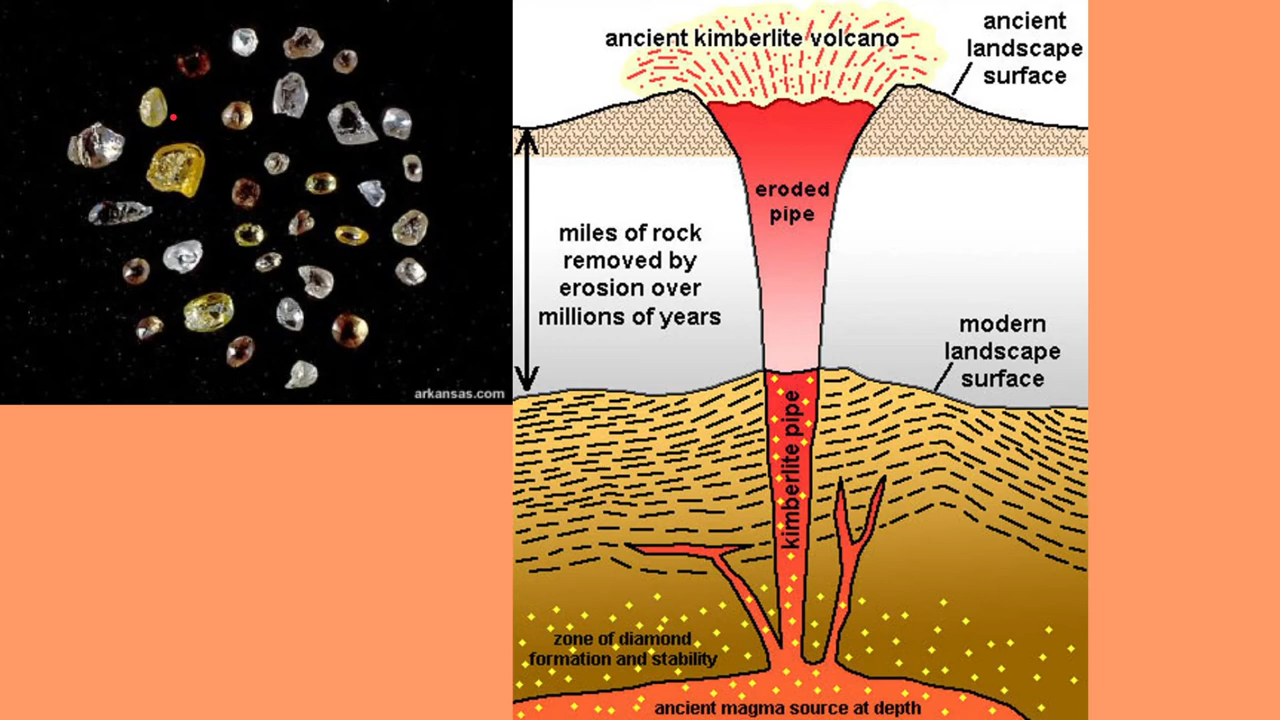 arkansas.com
ancient kimberlite volcano
ancient
landscape
surface
eroded
pipe
miles of rock
removed by
erosion over
millions of years
modern
landscape
surface
kimberlite pipe
zone of diamond
formation and stability
ancient magma source at depth